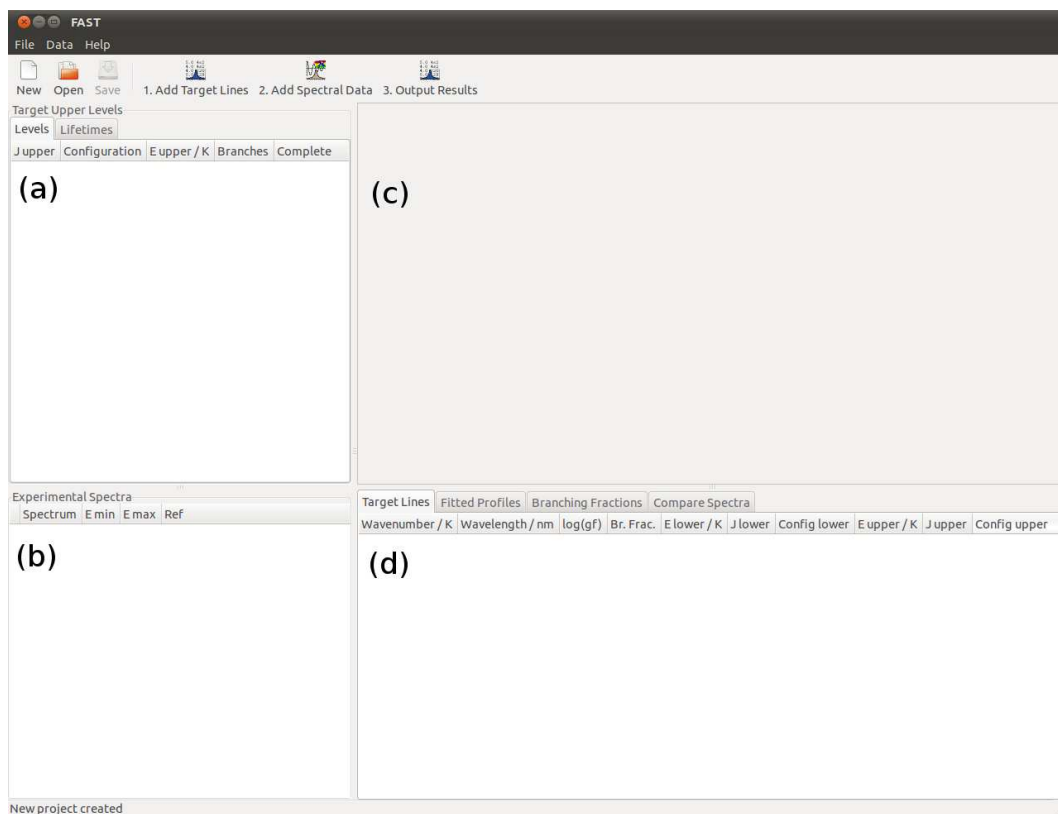 FAST
File Data Help
New Open Save 1. Add Target Lines 2. Add Spectral Data 3. Output Results
Target Upper Levels
Levels Lifetimes
J upper Configuration E upper / K Branches Complete
(a)
(c)
Experimental Spectra
Spectrum E min E max Ref
(b)
Target Lines Fitted Profiles Branching Fractions Compare Spectra
Wavenumber / K Wavelength / nm log(gf) Br. Frac. E lower / K J lower Config lower E upper / K J upper Config upper
(d)
New project created